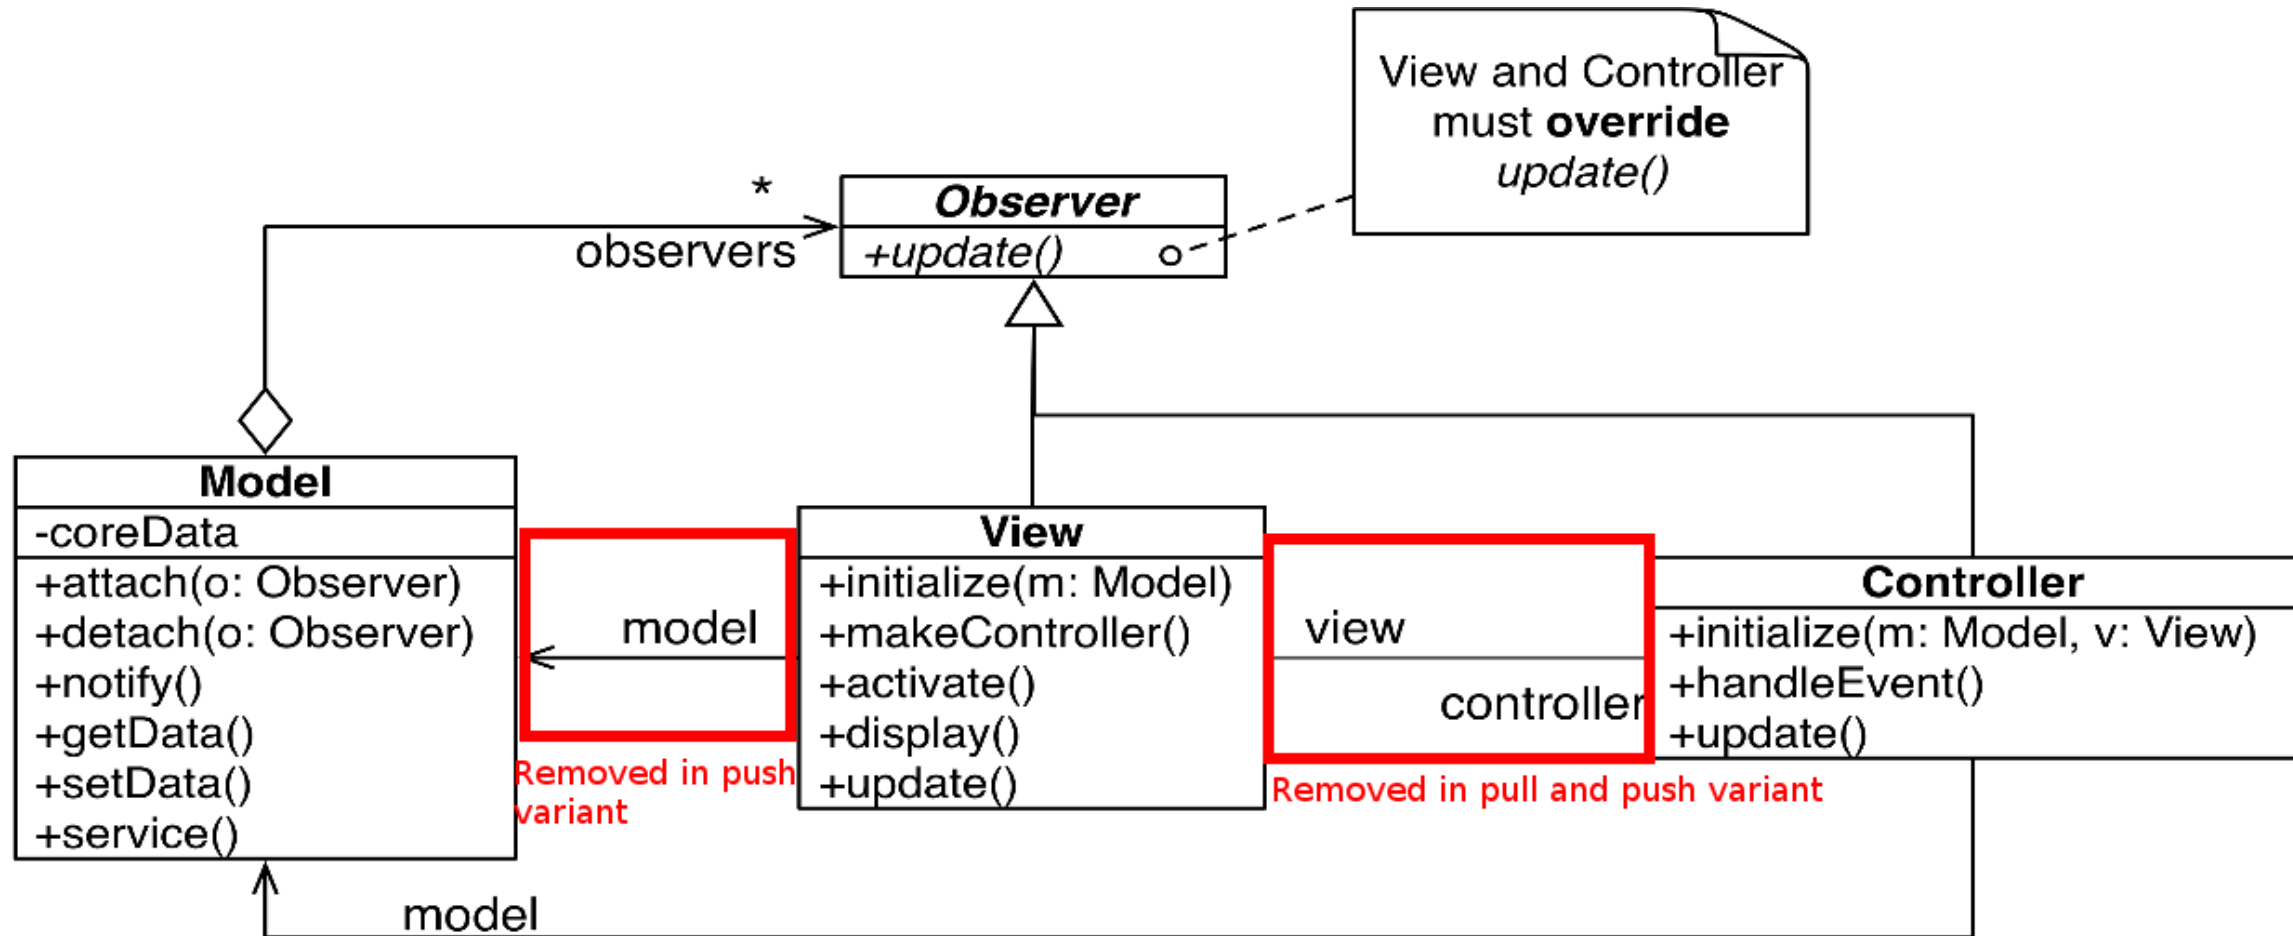 View and Controller
must override
update()
*
observers
Observer
+update()
Model
-coreData
+attach(o: Observer)
+detach(o: Observer)
+notify()
+getData()
+setData()
+service()
model
Removed in push
variant
View
+initialize(m: Model)
+makeController()
+activate()
+display()
+update()
view
controller
Removed in pull and push variant
Controller
+initialize(m: Model, v: View)
+handleEvent()
+update()
model